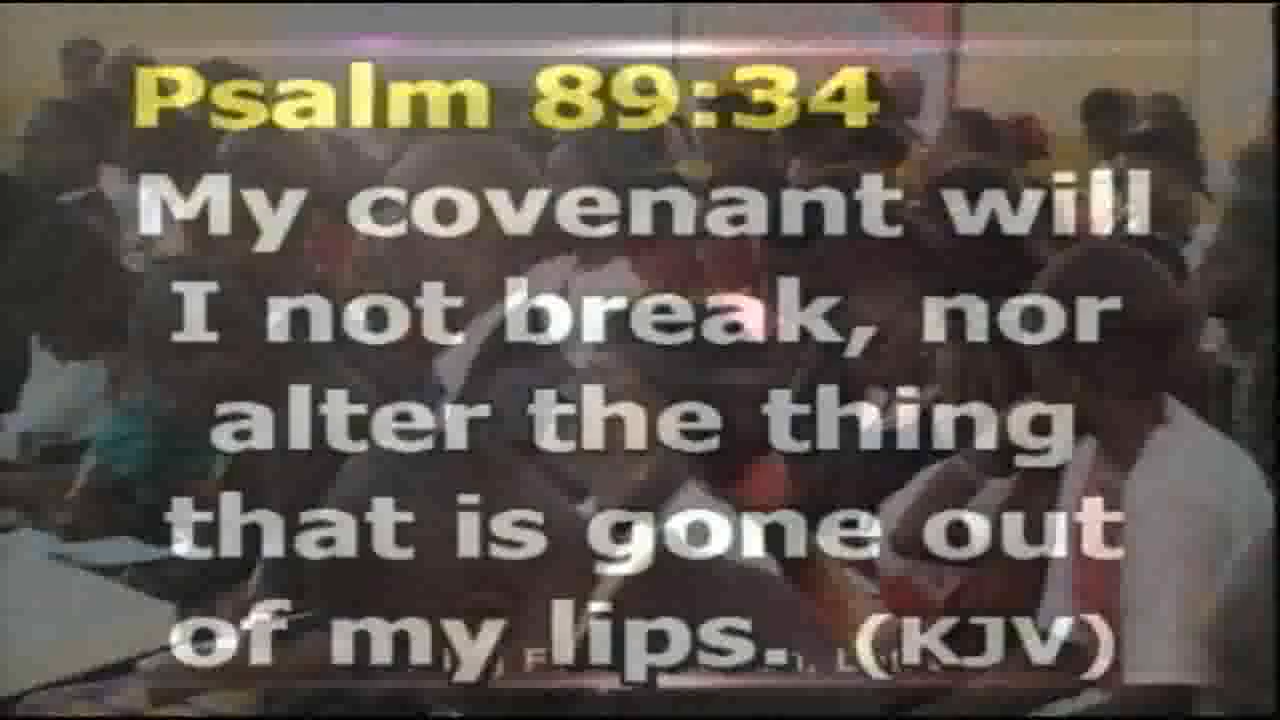 Psalm 89:34
My covenant will
I not break, nor
alter the thing
that is gone out
of my lips. (KJV)